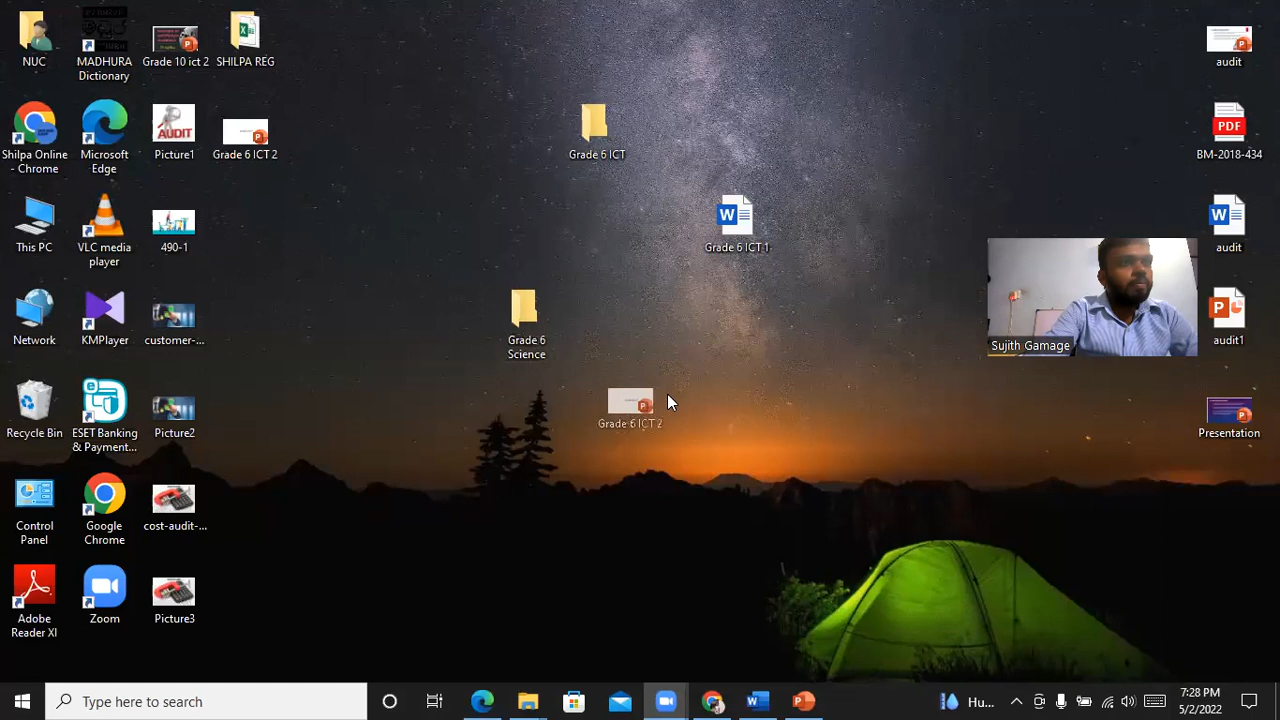 NUC
MADHURA
Dictionary
Grade 10 ict 2
SHILPA REG
Shilpa Online
- Chrome
Microsoft
Edge
AUDIT
Picture1
Grade 6 ICT 2
This PC
VLC media
player
490-1
Network
KMPlayer
customer-...
Recycle Bin
ESET Banking
& Payment...
Picture2
Control
Panel
Google
Chrome
cost-audit-...
Adobe
Reader XI
Zoom
Picture3
Grade 6 ICT
Grade 6 ICT 1
Grade 6
Science
Grade 6 ICT 2
audit
PDF
BM-2018-434
audit
Sujith Gamage
audit1
Presentation
Type here to search
Hu...
7:28 PM
5/2/2022